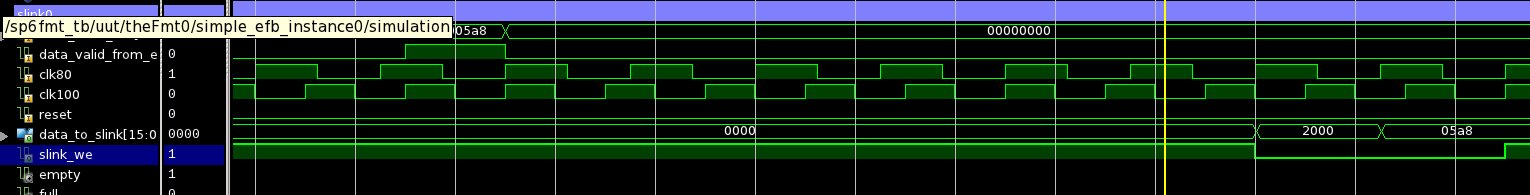 slink0
/sp6fmt_tb/uut/theFmt0/simple_efb_instance0/simulation 05a8 00000000
data_valid_from_e 0
clk80 1
clk100 0
reset 0
data_to_slink[15:0 0000 0000 2000 05a8
slink_we 1
empty 1
full 0